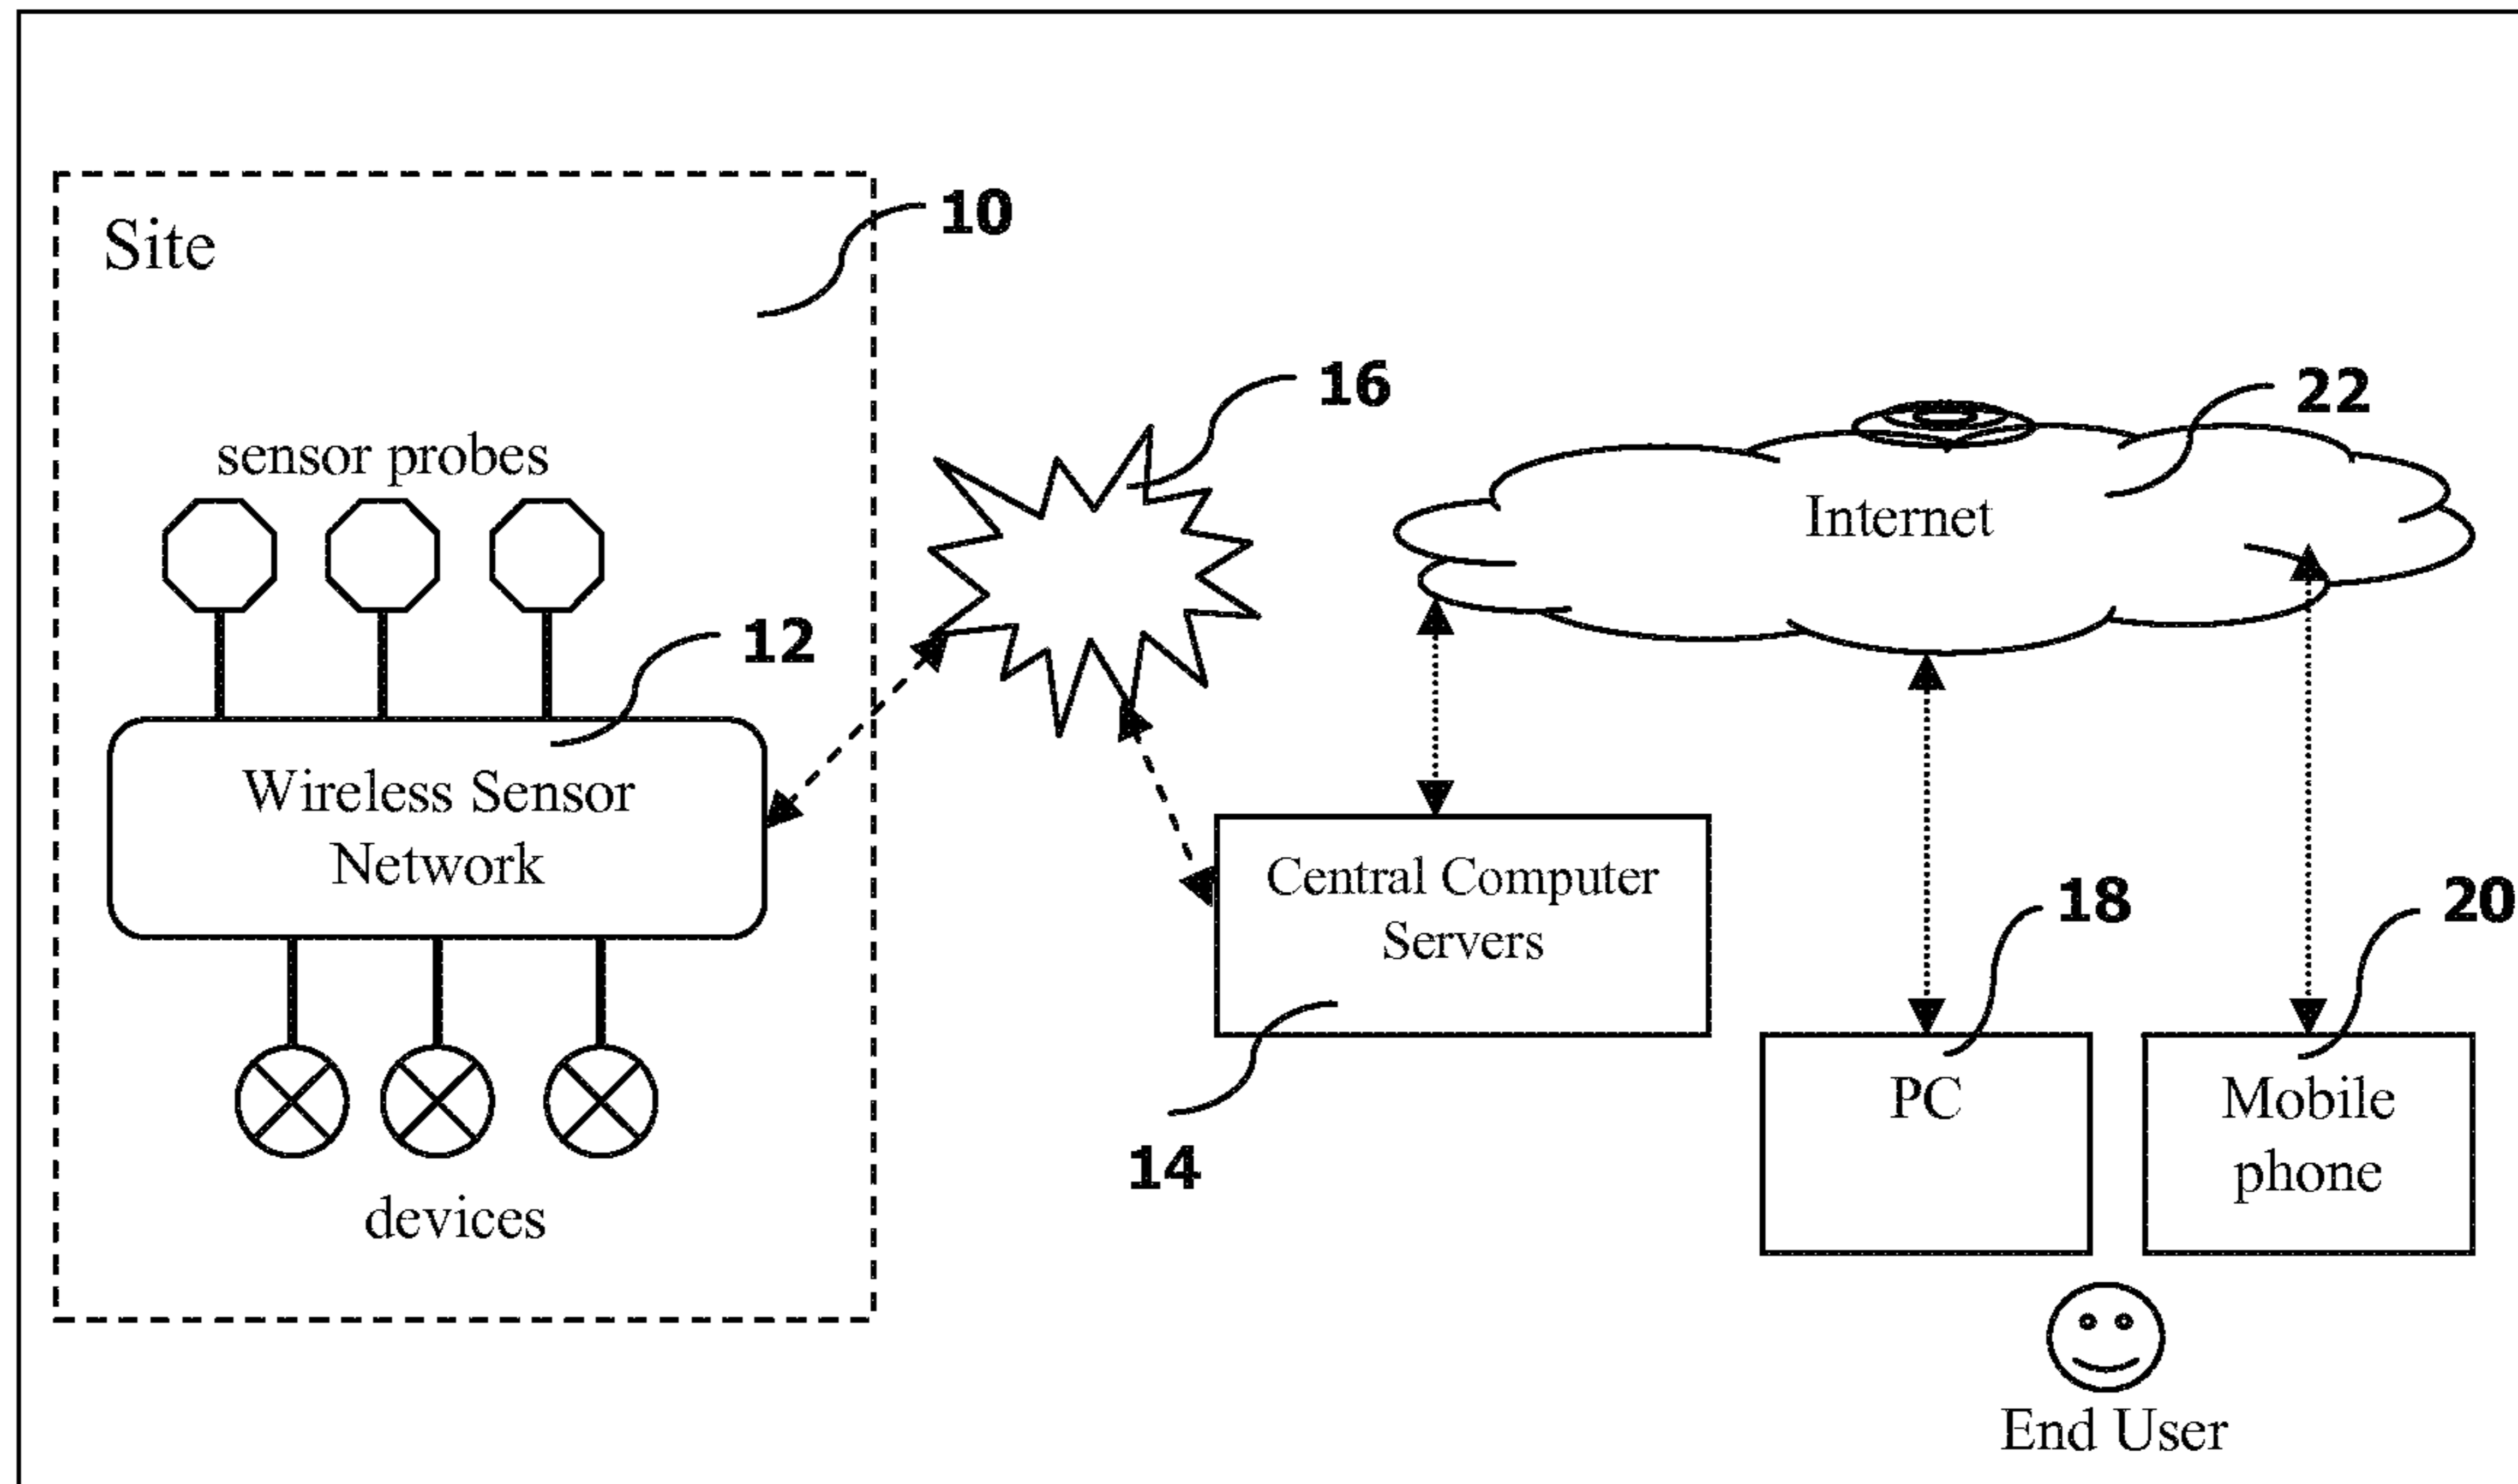 Site
10
sensor probes
12
Wireless Sensor
Network
devices
16
22
Internet
Central Computer
Servers
14
18
PC
20
Mobile
phone
End User